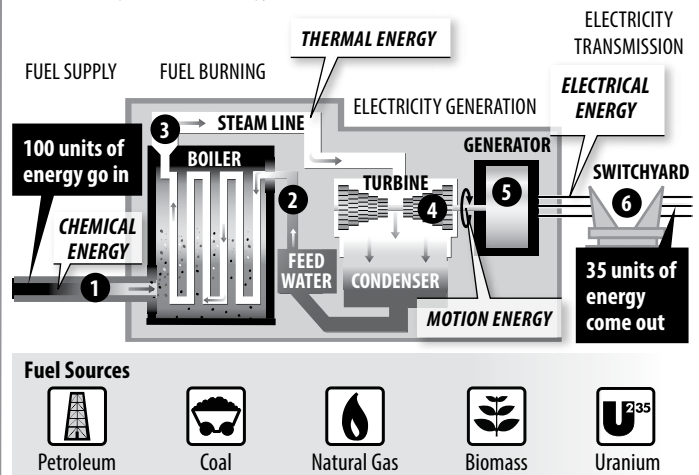 ELECTRICITY
TRANSMISSION
THERMAL ENERGY
FUEL SUPPLY
FUEL BURNING
ELECTRICAL
ENERGY
ELECTRICITY GENERATION
3
STEAM LINE
GENERATOR
100 units of
energy go in
BOILER
SWITCHYARD
TURBINE
2
5
6
4
CHEMICAL
ENERGY
FEED
WATER
CONDENSER
35 units of
energy
come out
1
MOTION ENERGY
Fuel Sources
U235
Petroleum
Coal
Natural Gas
Biomass
Uranium